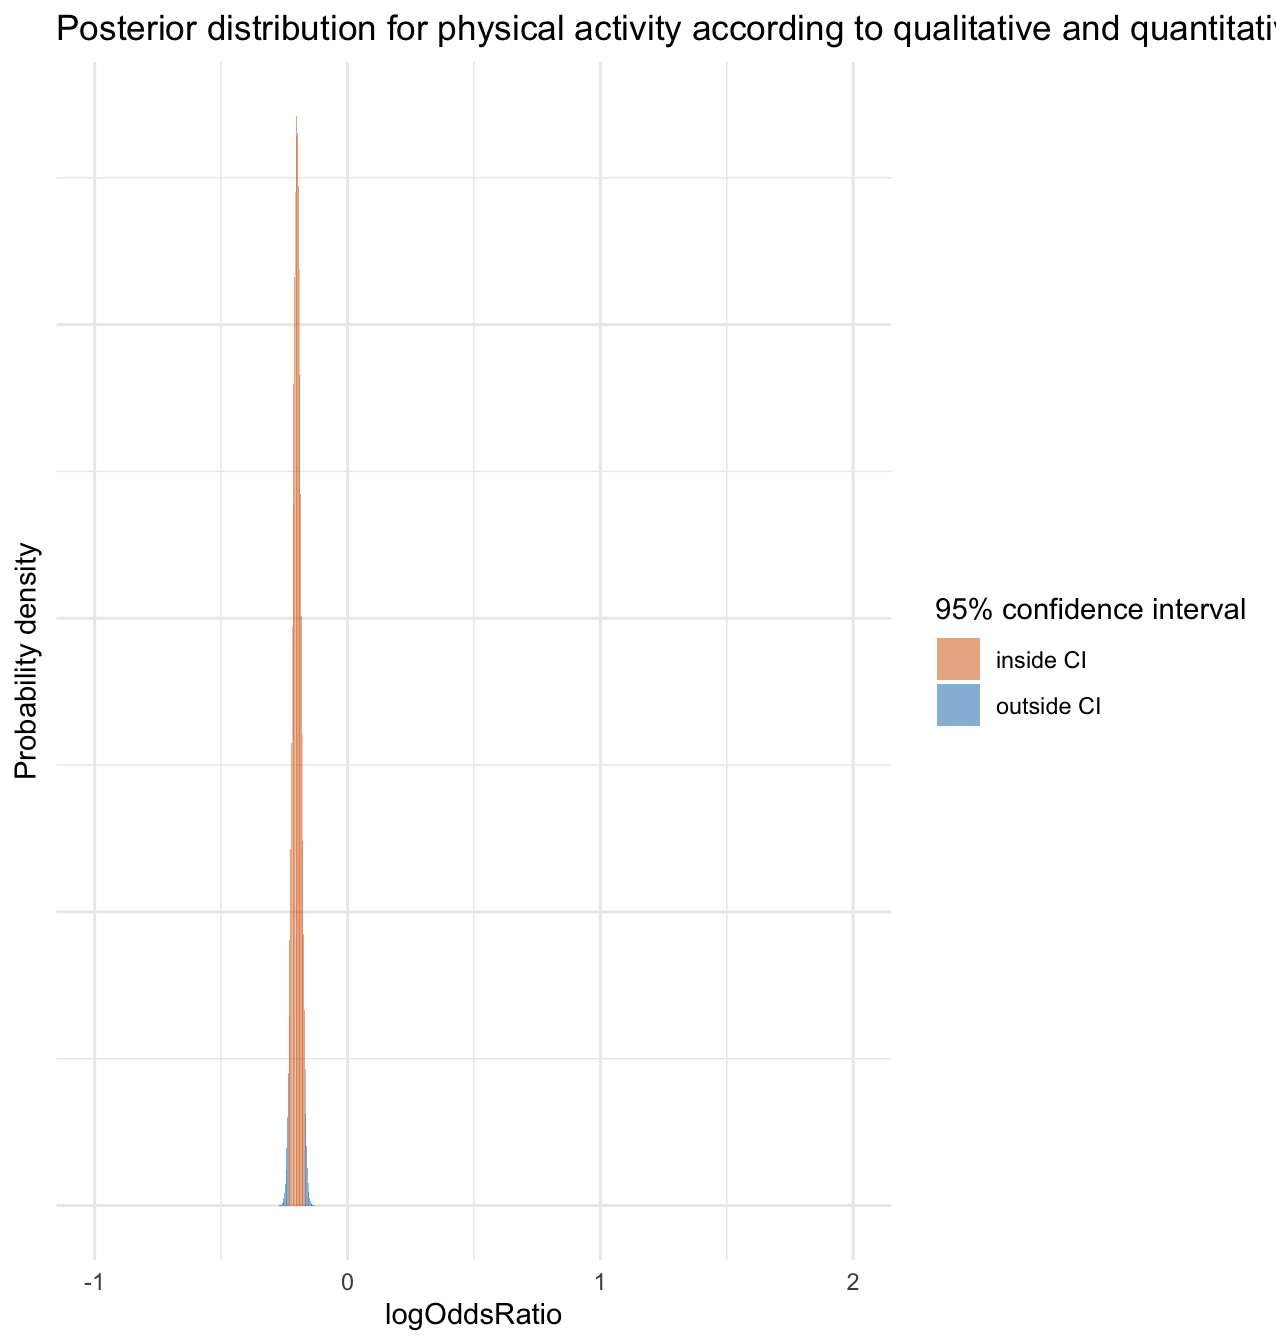 Posterior distribution for physical activity according to qualitative and quantitati
Probability density
95% confidence interval
inside CI
outside CI
-1 0 1 2
logOddsRatio